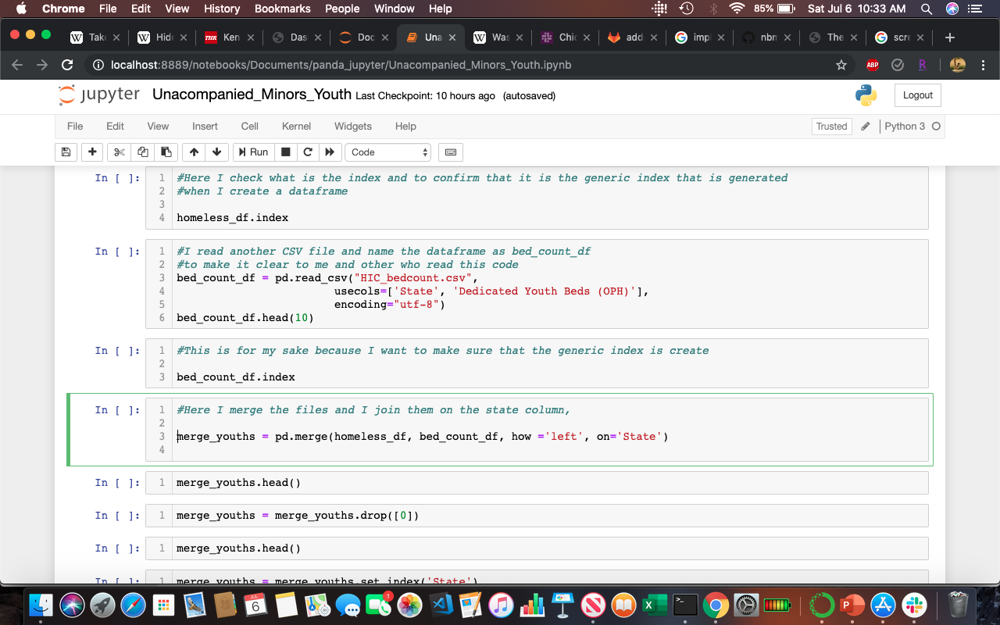 Chrome File Edit View History Bookmarks People Window Help 85% Sat Jul 6 10:33 AM
W Tak W Hid THR Ken Das Doc Una W Was Chi add G imp nbm The G scre
localhost:8889/notebooks/Documents/panda_jupyter/Unacompanied_Minors_Youth.ipynb ABP R
jupyter Unacompanied_Minors_Youth Last Checkpoint: 10 hours ago (autosaved) Logout
File Edit View Insert Cell Kernel Widgets Help Trusted Python 3
Run Code
In [ ]: 1 #Here I check what is the index and to confirm that it is the generic index that is generated
2 #when I create a dataframe
3
4 homeless_df.index
In [ ]: 1 #I read another CSV file and name the dataframe as bed_count_df
2 #to make it clear to me and other who read this code
3 bed_count_df = pd.read_csv("HIC_bedcount.csv",
4 usecols=['State', 'Dedicated Youth Beds (OPH)'],
5 encoding="utf-8")
6 bed_count_df.head(10)
In [ ]: 1 #This is for my sake because I want to make sure that the generic index is create
2
3 bed_count_df.index
In [ ]: 1 #Here I merge the files and I join them on the state column,
2
3 merge_youths = pd.merge(homeless_df, bed_count_df, how ='left', on='State')
4
In [ ]: 1 merge_youths.head()
In [ ]: 1 merge_youths = merge_youths.drop([0])
In [ ]: 1 merge_youths.head()
In [ ]: 1 merge_youths = merge_youths.set_index('State')
JUL 6 1 P